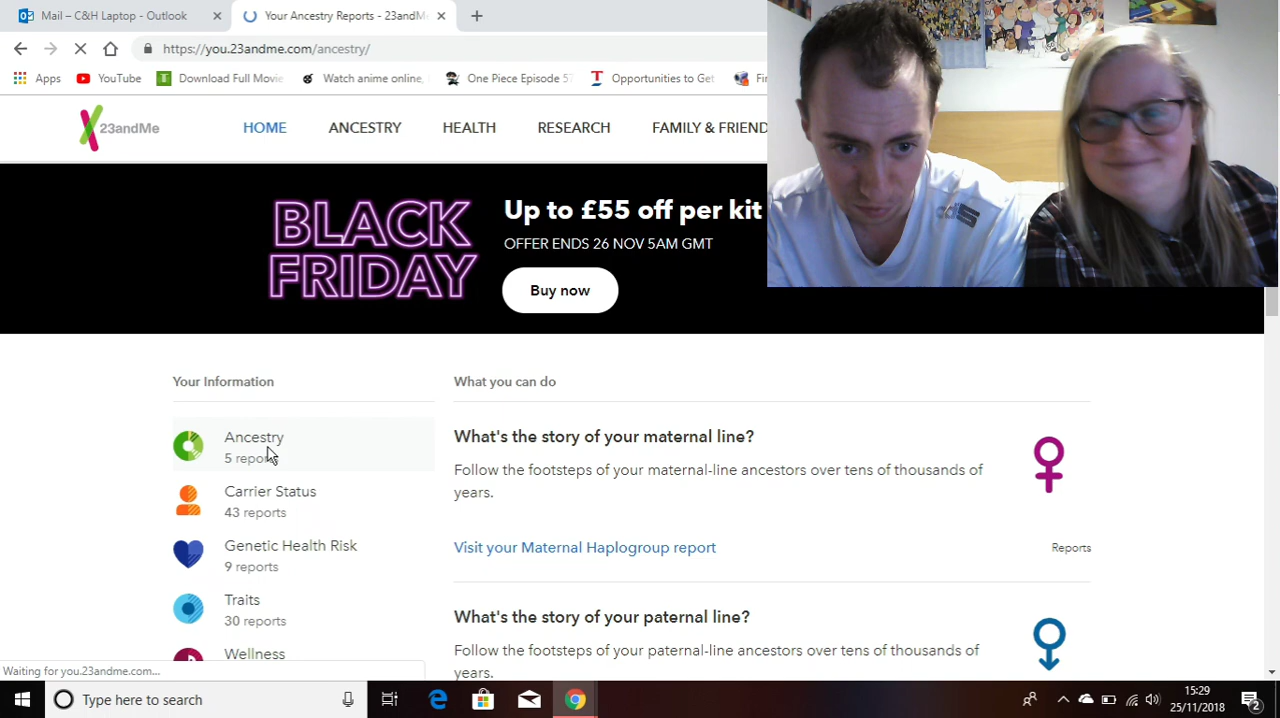 Mail – C&H Laptop - Outlook
Your Ancestry Reports - 23andMe
https://you.23andme.com/ancestry/
Apps
YouTube
Download Full Movie
Watch anime online,
One Piece Episode 57
Opportunities to Get
Fin
23andMe
HOME
ANCESTRY
HEALTH
RESEARCH
FAMILY & FRIEND
BLACK
FRIDAY
Up to £55 off per kit
OFFER ENDS 26 NOV 5AM GMT
Buy now
Your Information
Ancestry
5 reports
Carrier Status
43 reports
Genetic Health Risk
9 reports
Traits
30 reports
Wellness
What you can do
What's the story of your maternal line?
Follow the footsteps of your maternal-line ancestors over tens of thousands of
years.
Visit your Maternal Haplogroup report
Reports
What's the story of your paternal line?
Follow the footsteps of your paternal-line ancestors over tens of thousands of
years.
Waiting for you.23andme.com...
Type here to search
15:29
25/11/2018
2